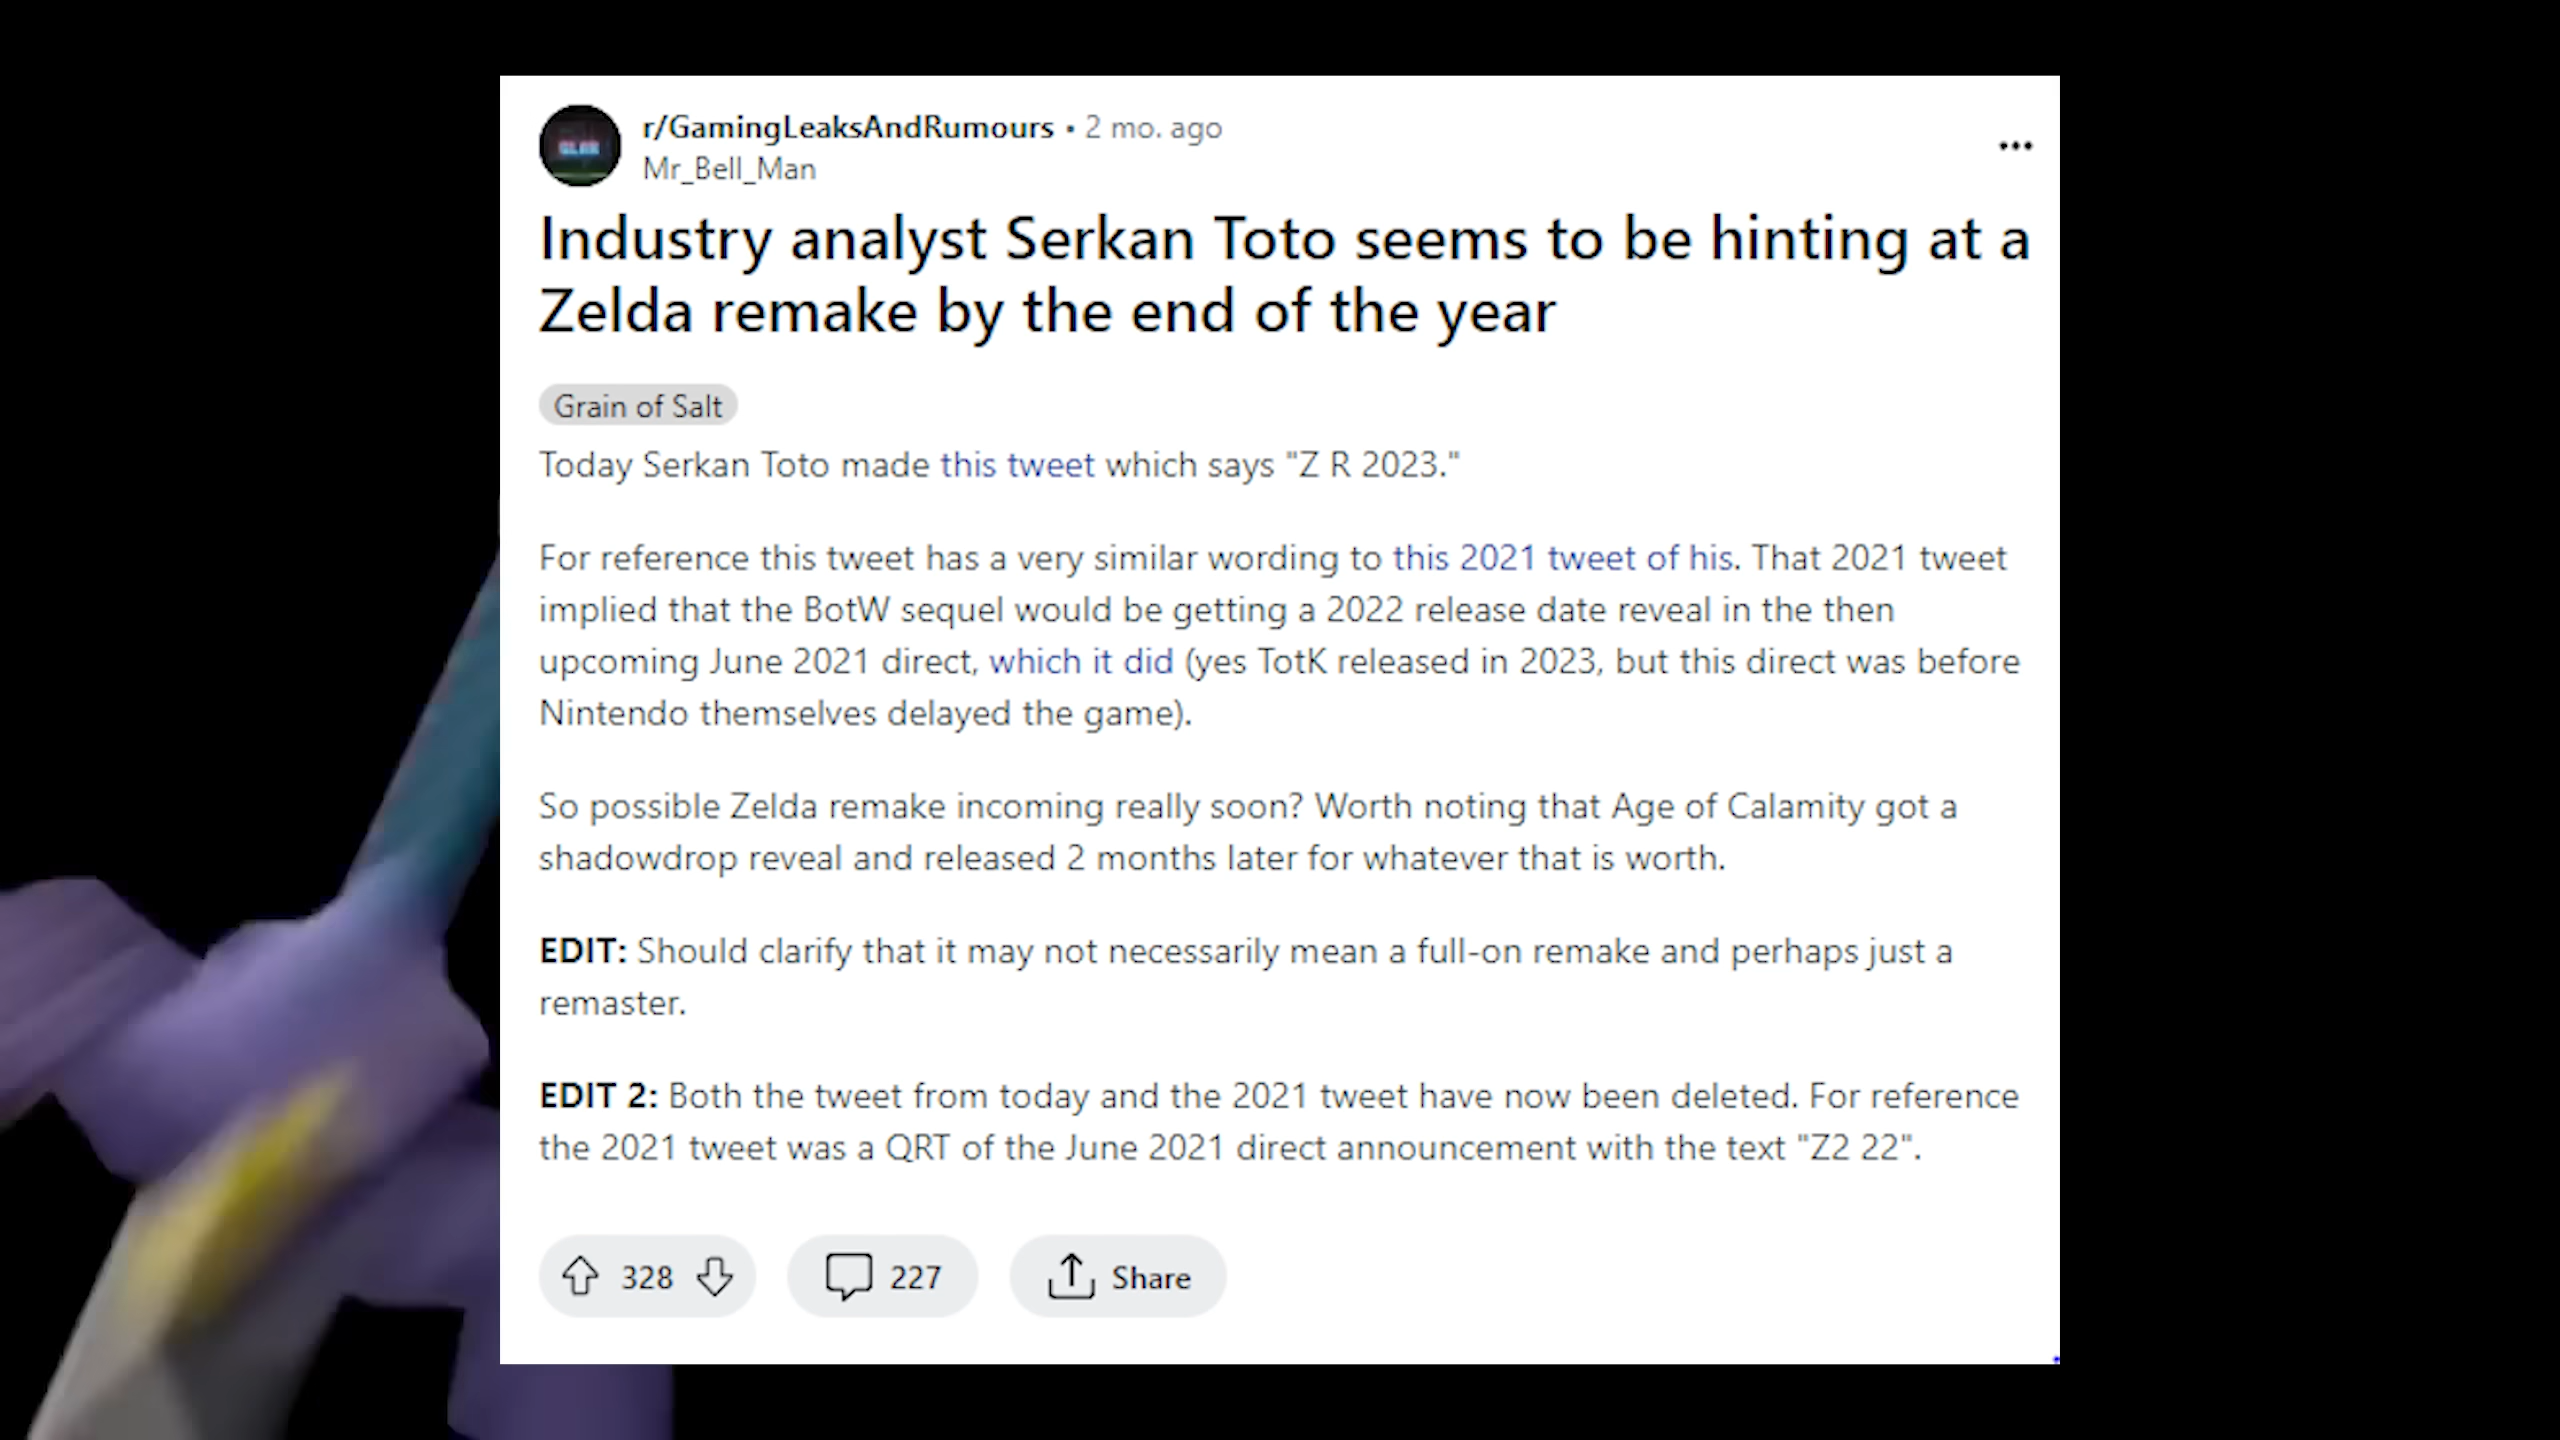 r/GamingLeaksAndRumours • 2 mo. ago
Mr_Bell_Man
Industry analyst Serkan Toto seems to be hinting at a
Zelda remake by the end of the year
Grain of Salt
Today Serkan Toto made this tweet which says "Z R 2023."
For reference this tweet has a very similar wording to this 2021 tweet of his. That 2021 tweet
implied that the BotW sequel would be getting a 2022 release date reveal in the then
upcoming June 2021 direct, which it did (yes TotK released in 2023, but this direct was before
Nintendo themselves delayed the game).
So possible Zelda remake incoming really soon? Worth noting that Age of Calamity got a
shadowdrop reveal and released 2 months later for whatever that is worth.
EDIT: Should clarify that it may not necessarily mean a full-on remake and perhaps just a
remaster.
EDIT 2: Both the tweet from today and the 2021 tweet have now been deleted. For reference
the 2021 tweet was a QRT of the June 2021 direct announcement with the text "Z2 22".
328 227 Share